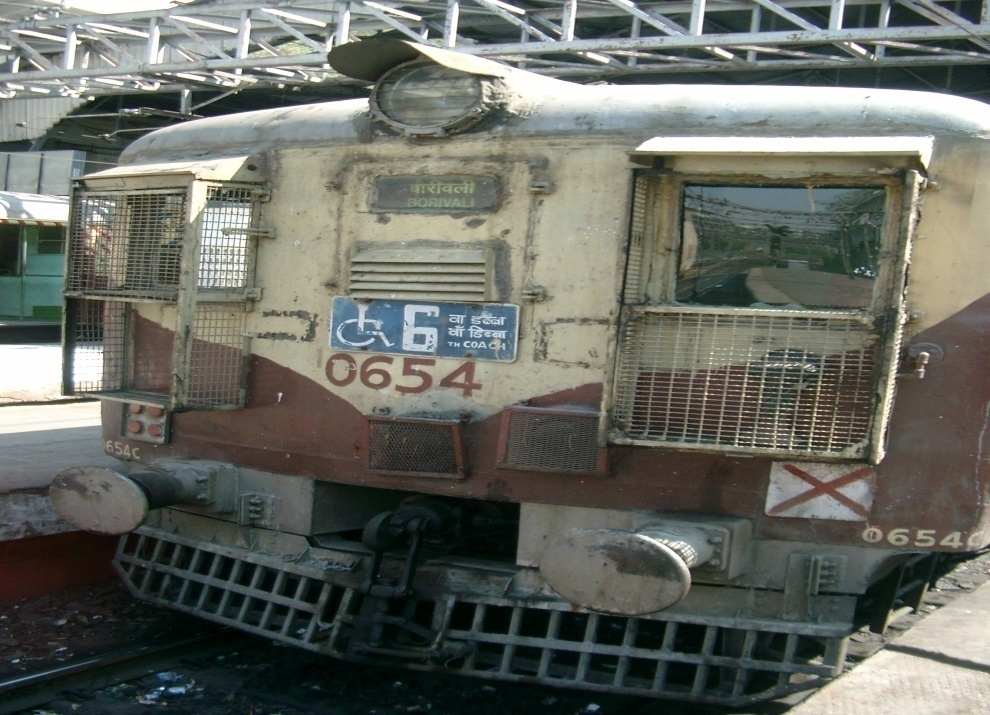 बोरीवली
BORIVALI
6
वा डब्बा
वाँ डिब्बा
TH COACH
0654
654C
0654C